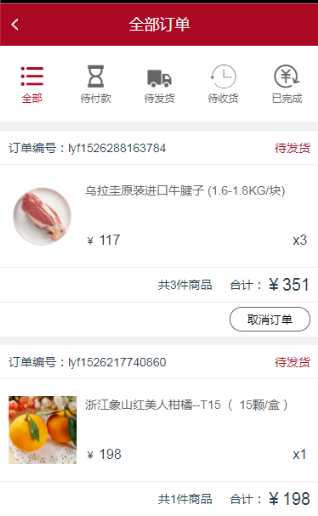 全部订单
全部 待付款 待发货 待收货 已完成
订单编号：lyf1526288163784 待发货
乌拉圭原装进口牛腱子 (1.6-1.8KG/块)
¥ 117 x3
共3件商品 合计：¥ 351
取消订单
订单编号：lyf1526217740860 待发货
浙江象山红美人柑橘--T15 （ 15颗/盒 ）
¥ 198 x1
共1件商品 合计：¥ 198